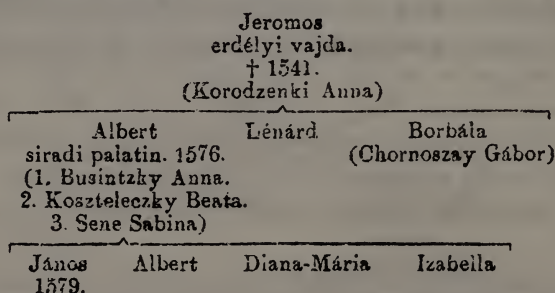 Jeromos
erdélyi vajda.
† 1541.
(Korodzenki Anna)
Albert Lénárd Borbála
siradi palatin. 1576. (Chornoszay Gábor)
(1. Busintzky Anna.
2. Koszteleczky Beata.
3. Sene Sabina)
János Albert Diana-Mária Izabella
1579.